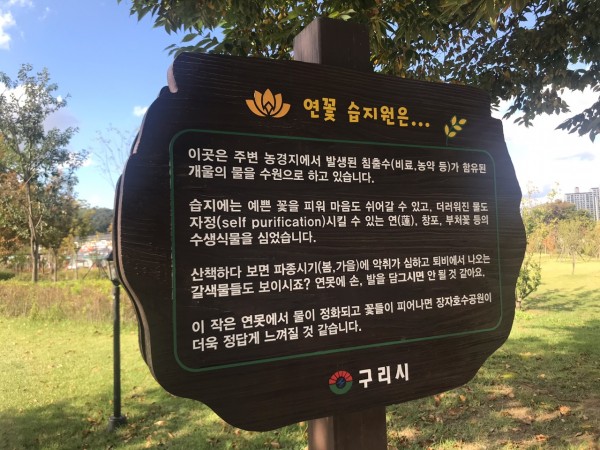 연꽃 습지원은...
이곳은 주변 농경지에서 발생된 침출수(비료,농약 등)가 함유된
개울의 물을 수원으로 하고 있습니다.
습지에는 예쁜 꽃을 피워 마음도 쉬어갈 수 있고, 더러워진 물도
자정(self purification)시킬 수 있는 연(蓮), 창포, 부처꽃 등의
수생식물을 심었습니다.
산책하다 보면 파종시기(봄,가을)에 악취가 심하고 퇴비에서 나오는
갈색물들도 보이시죠? 연못에 손, 발을 담그시면 안 될 것 같아요.
이 작은 연못에서 물이 정화되고 꽃들이 피어나면 장자호수공원이
더욱 정답게 느껴질 것 같습니다.
구리시